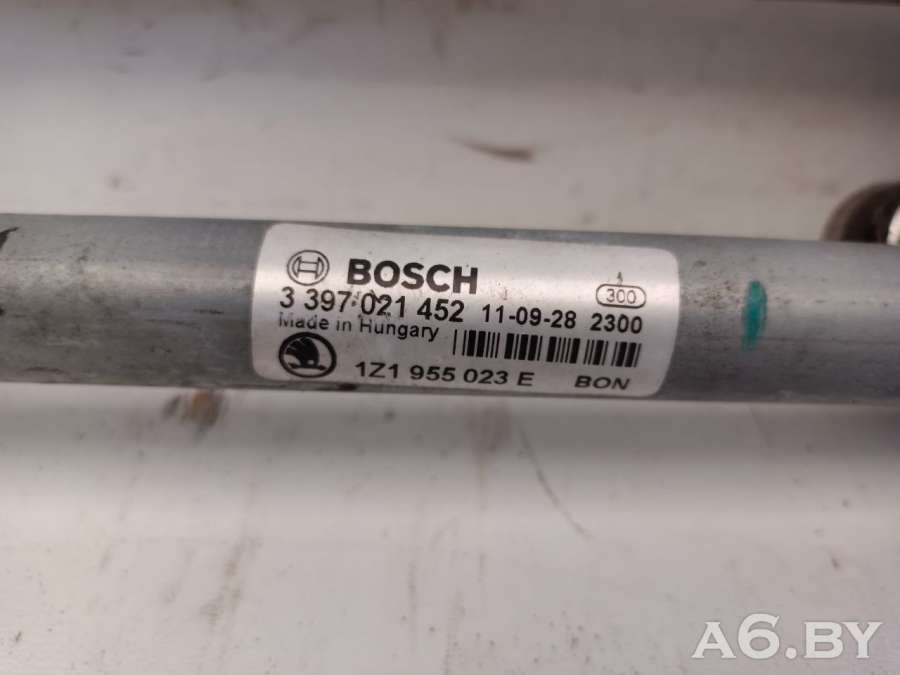 BOSCH
4
300
3 397 021 452 11-09-28 2300
Made in Hungary
1Z1 955 023 E BON
A6.BY